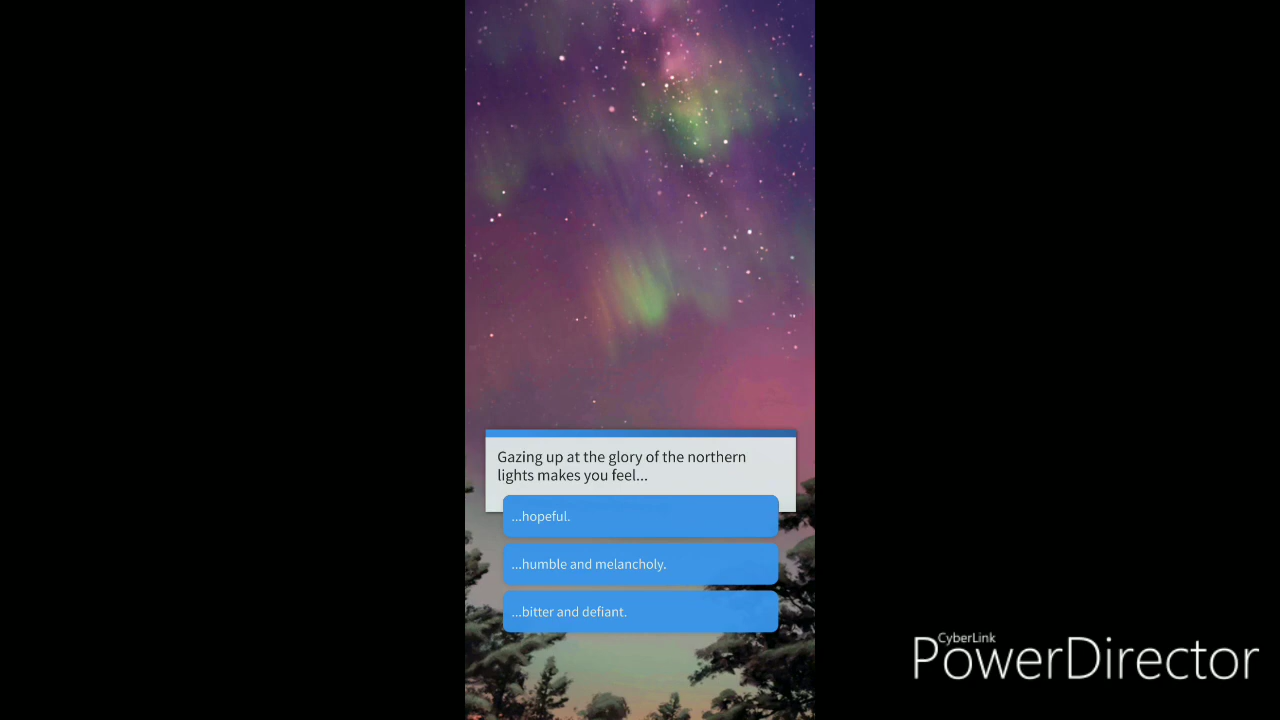 Gazing up at the glory of the northern
lights makes you feel...
...hopeful.
...humble and melancholy.
...bitter and defiant.
CyberLink
PowerDirector